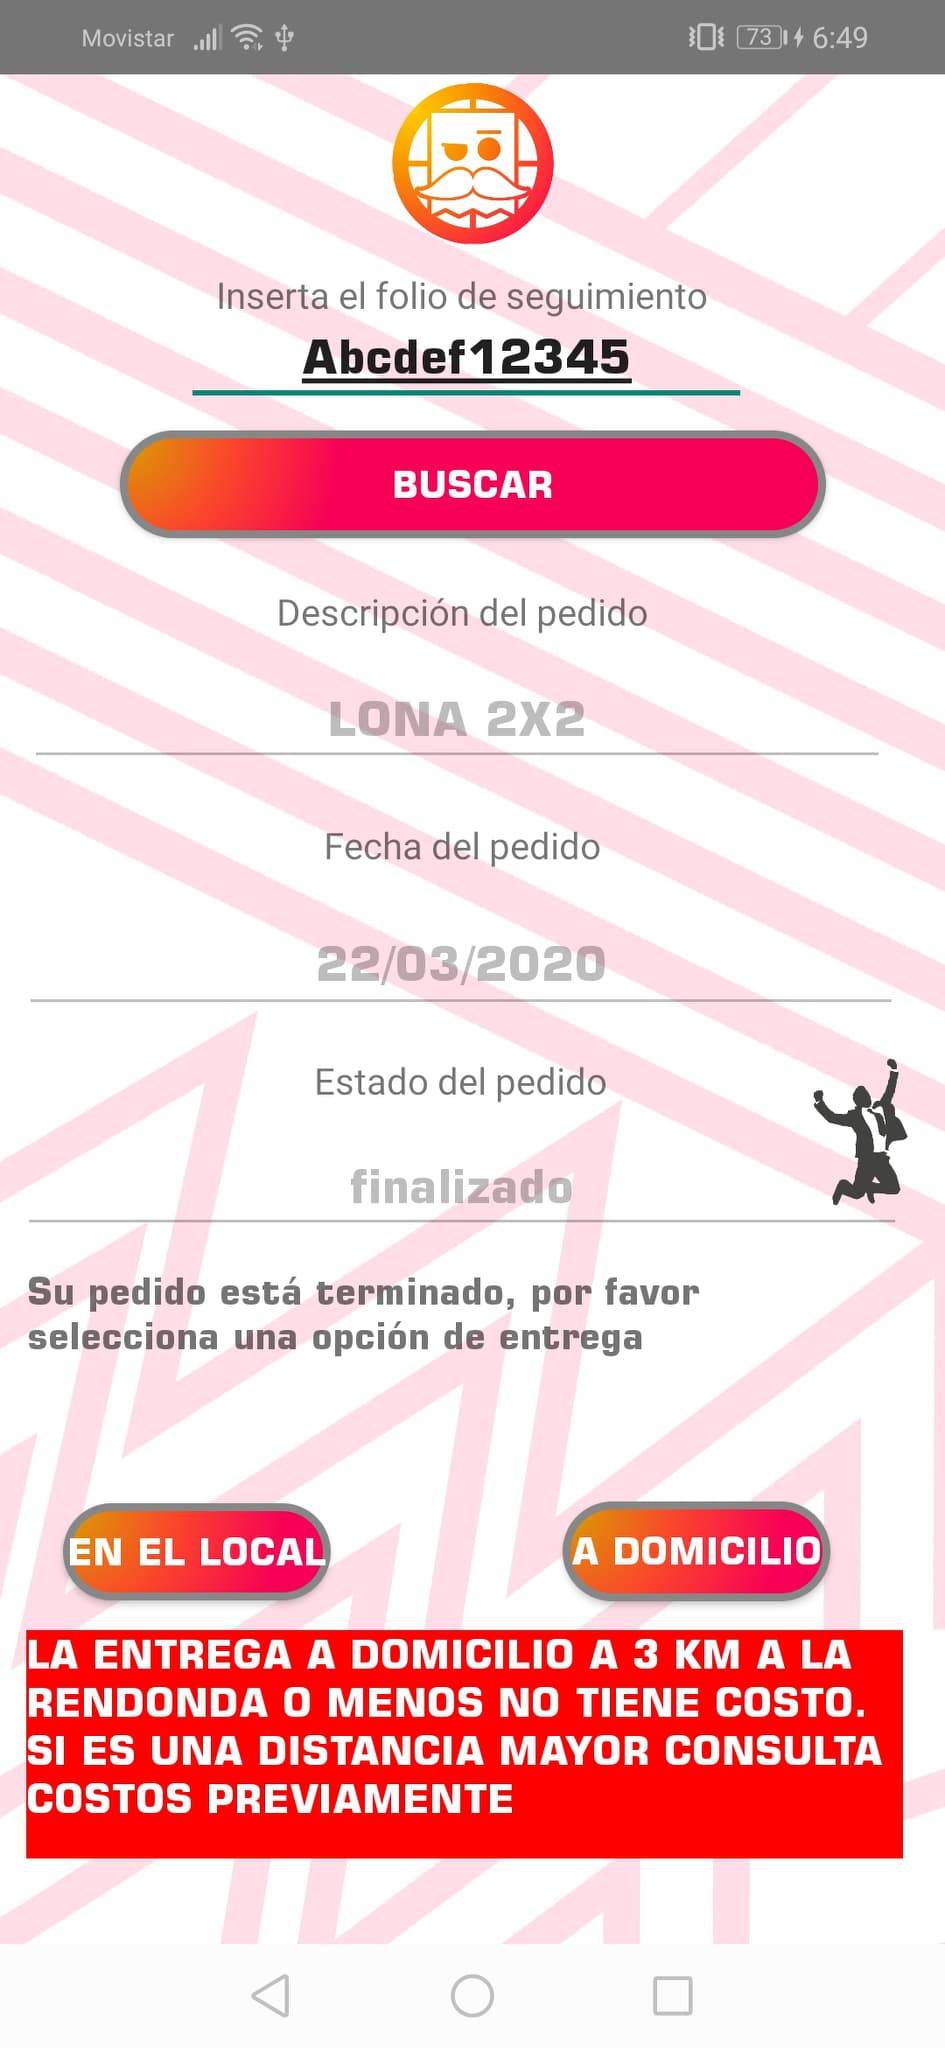 Movistar 73 6:49
Inserta el folio de seguimiento
Abcdef12345
BUSCAR
Descripción del pedido
LONA 2X2
Fecha del pedido
22/03/2020
Estado del pedido
finalizado
Su pedido está terminado, por favor
selecciona una opción de entrega
EN EL LOCAL
A DOMICILIO
LA ENTREGA A DOMICILIO A 3 KM A LA
RENDONDA O MENOS NO TIENE COSTO.
SI ES UNA DISTANCIA MAYOR CONSULTA
COSTOS PREVIAMENTE